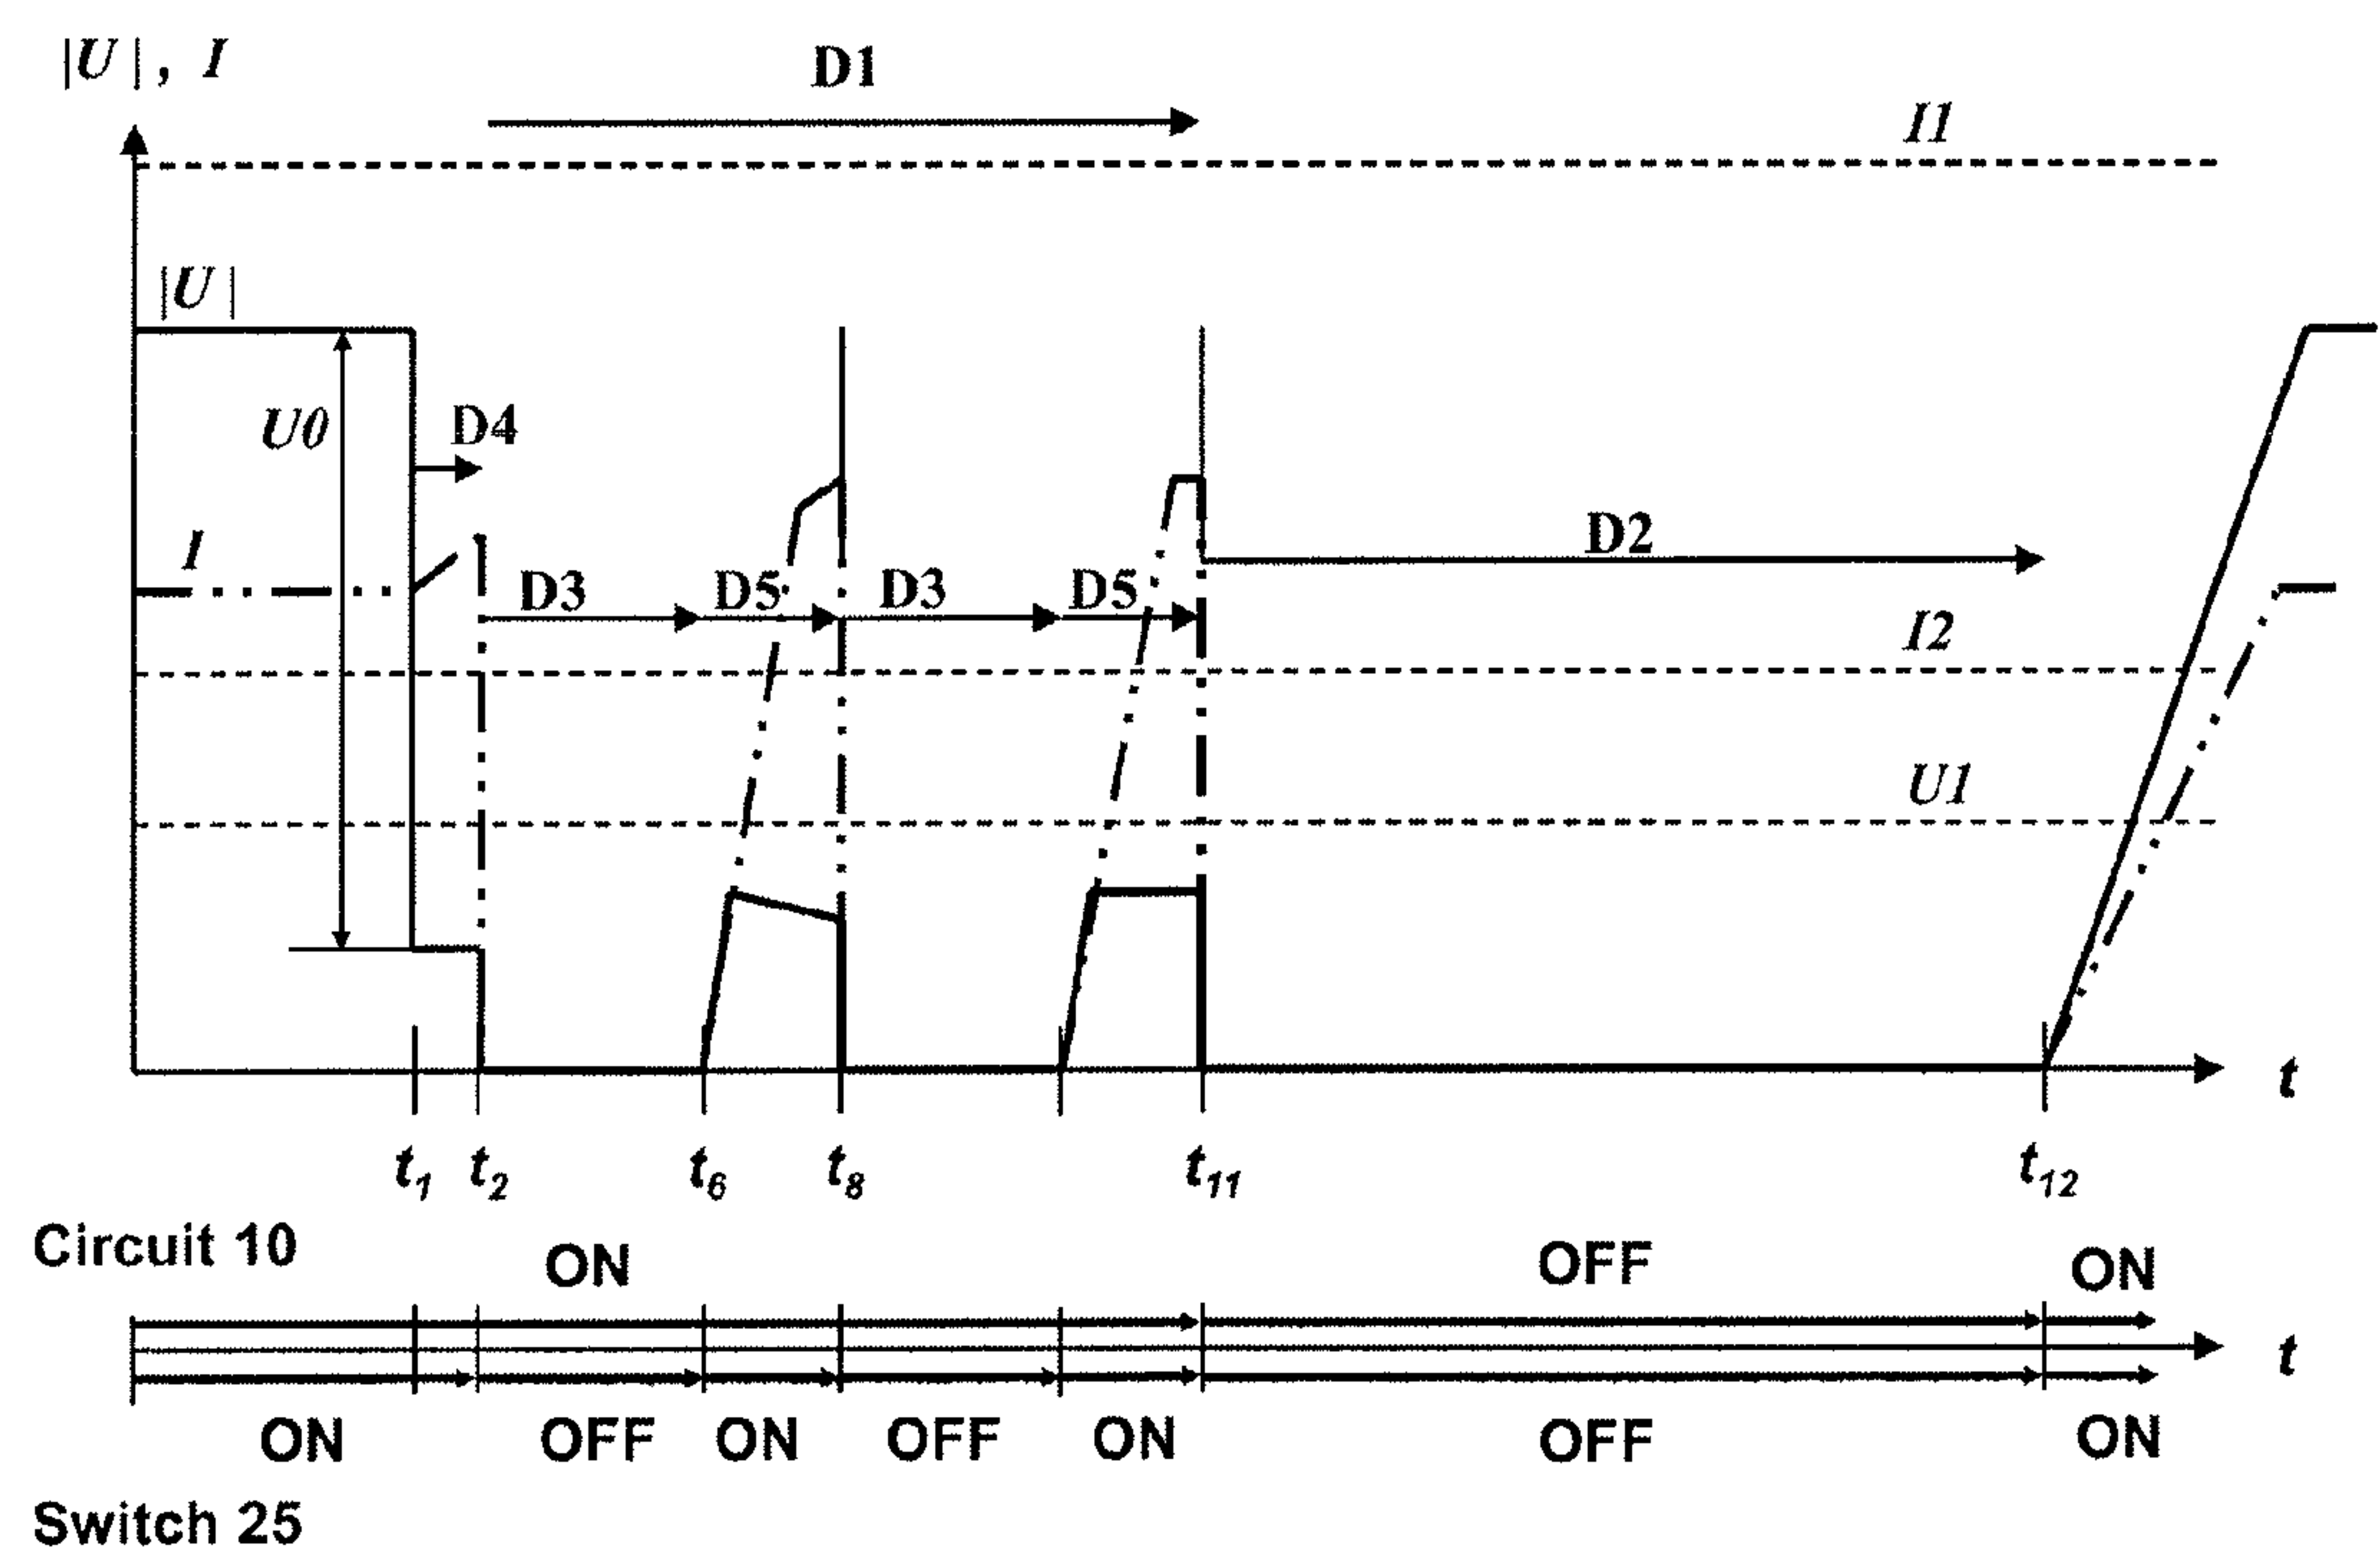 |U|, I
D1
I1
|U|
U0
D4
I
D3 D5 D3 D5
D2
I2
U1
t
t1 t2 t6 t8 t11 t12
Circuit 10
ON OFF ON
t
ON OFF ON OFF ON OFF ON
Switch 25